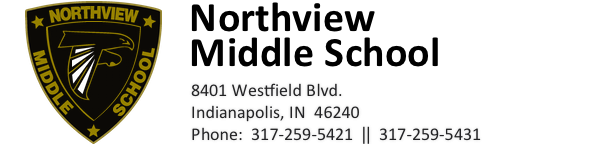 NORTHVIEW
MIDDLE
SCHOOL
Northview
Middle School
8401 Westfield Blvd.
Indianapolis, IN 46240
Phone: 317-259-5421 || 317-259-5431